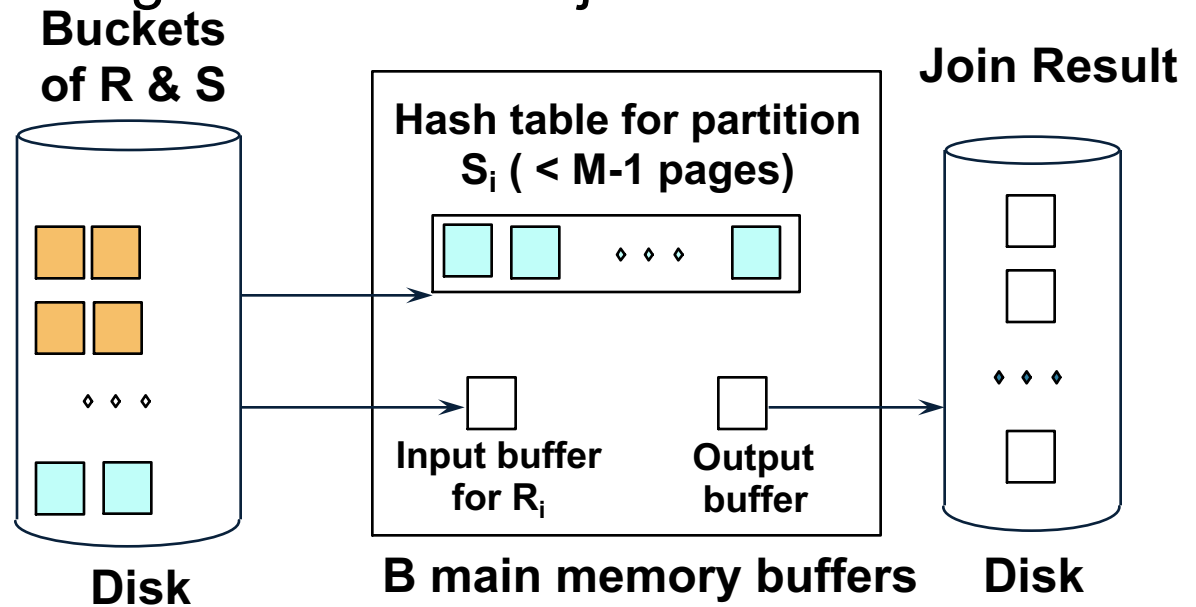 Buckets
of R & S
Join Result
Hash table for partition
Sᵢ ( < M-1 pages)
Input buffer
for Rᵢ
Output
buffer
Disk
B main memory buffers
Disk